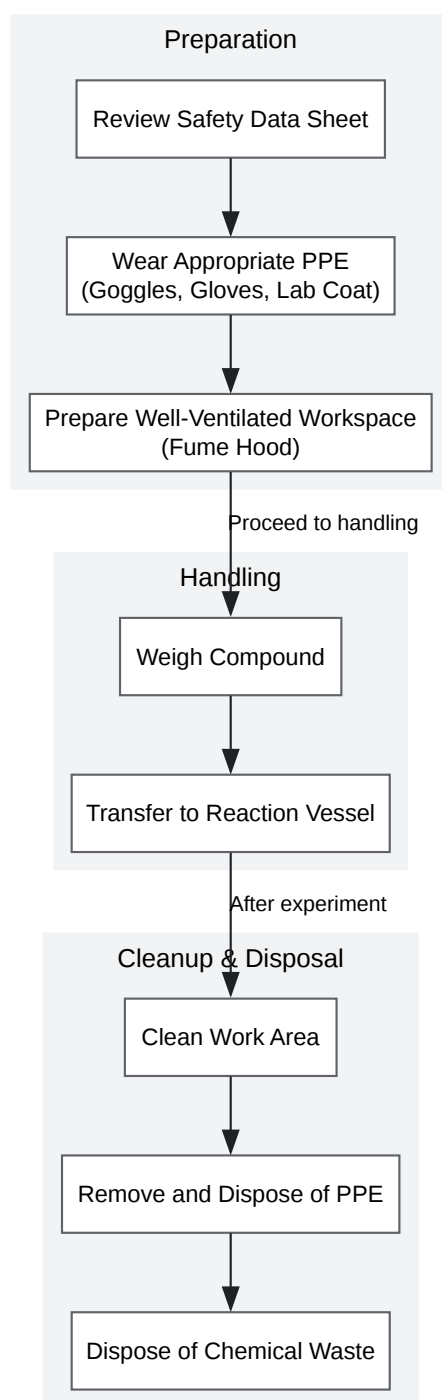 Preparation
Review Safety Data Sheet
Wear Appropriate PPE
(Goggles, Gloves, Lab Coat)
Prepare Well-Ventilated Workspace
(Fume Hood)
Proceed to handling
Handling
Weigh Compound
Transfer to Reaction Vessel
After experiment
Cleanup & Disposal
Clean Work Area
Remove and Dispose of PPE
Dispose of Chemical Waste